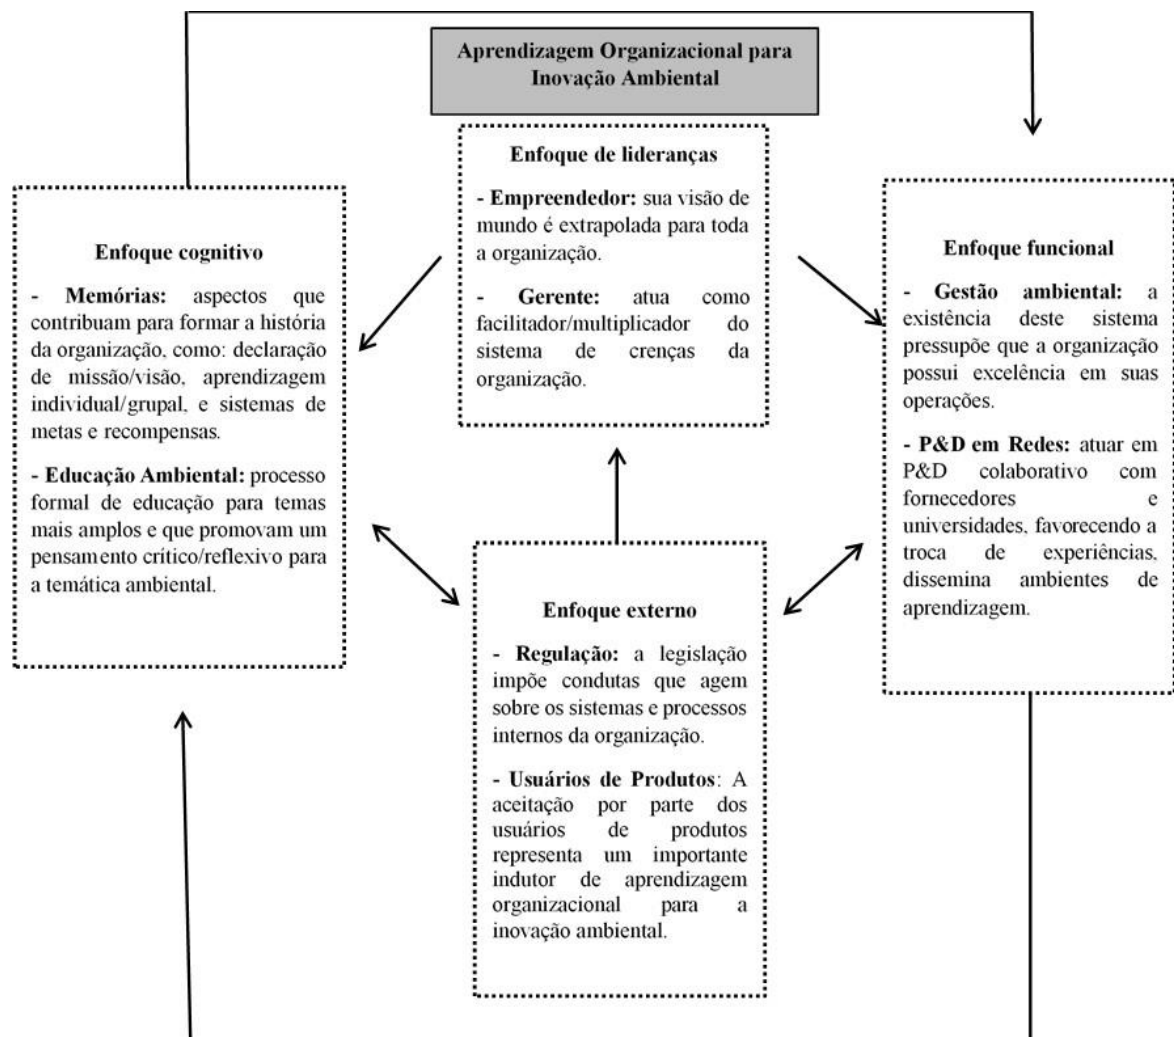 Aprendizagem Organizacional para
Inovação Ambiental
Enfoque de lideranças
- Empreendedor: sua visão de
mundo é extrapolada para toda
a organização.
- Gerente: atua como
facilitador/multiplicador do
sistema de crenças da
organização.
Enfoque cognitivo
- Memórias: aspectos que
contribuam para formar a história
da organização, como: declaração
de missão/visão, aprendizagem
individual/grupal, e sistemas de
metas e recompensas.
- Educação Ambiental: processo
formal de educação para temas
mais amplos e que promovam um
pensamento crítico/reflexivo para
a temática ambiental.
Enfoque funcional
- Gestão ambiental: a
existência deste sistema
pressupõe que a organização
possui excelência em suas
operações.
- P&D em Redes: atuar em
P&D colaborativo com
fornecedores e
universidades, favorecendo a
troca de experiências,
dissemina ambientes de
aprendizagem.
Enfoque externo
- Regulação: a legislação
impõe condutas que agem
sobre os sistemas e processos
internos da organização.
- Usuários de Produtos: A
aceitação por parte dos
usuários de produtos
representa um importante
indutor de aprendizagem
organizacional para a
inovação ambiental.